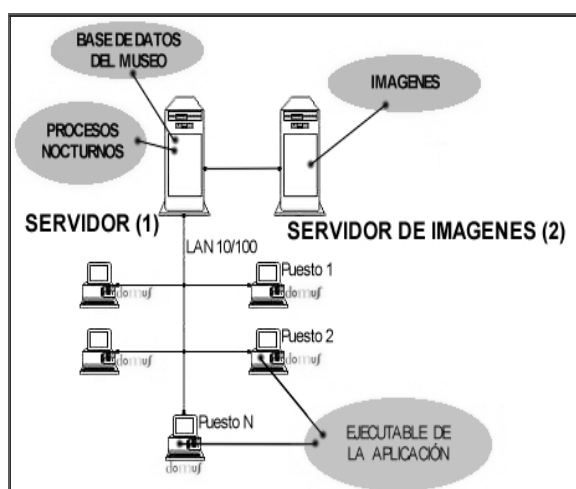 BASE DE DATOS
DEL MUSEO
IMAGENES
PROCESOS
NOCTURNOS
SERVIDOR (1)
SERVIDOR DE IMAGENES (2)
LAN 10/100
Puesto 1
domus
domus
Puesto 2
domus
domus
Puesto N
domus
EJECUTABLE DE
LA APLICACIÓN